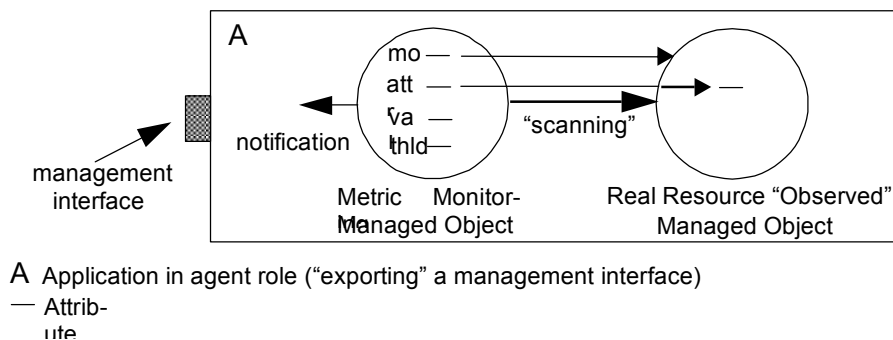 A
mo
att
r
va
l
thld
notification
“scanning”
management
interface
Metric Monitor-
ing
Managed Object
Real Resource “Observed”
Managed Object
A Application in agent role (“exporting” a management interface)
— Attrib-
ute